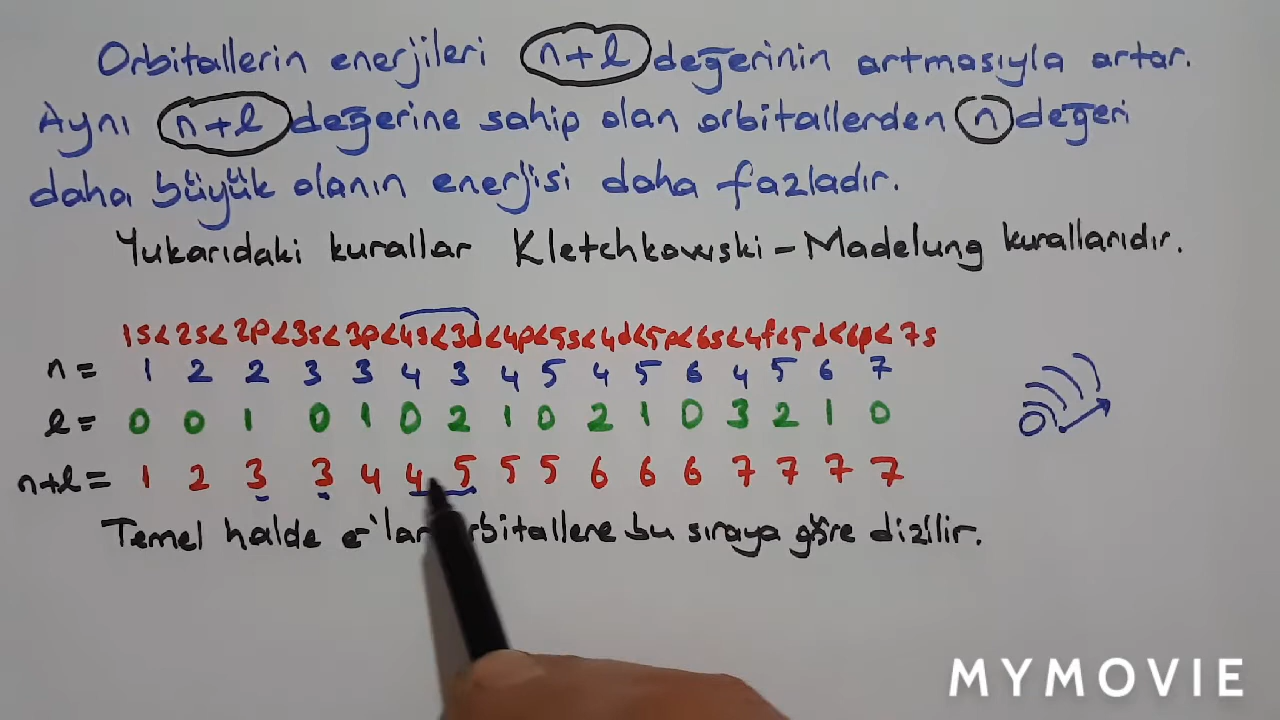 Orbitallerin enerjileri n+l değerinin artmasıyla artar.
Aynı n+l değerine sahip olan orbitallerden n değeri
daha büyük olanın enerjisi daha fazladır.
Yukarıdaki kurallar Kletchkowski-Madelung kurallarıdır.
1s<2s<2p<3s<3p<4s<3d<4p<5s<4d<5p<6s<4f<5d<6p<7s
n= 1 2 2 3 3 4 3 4 5 4 5 6 4 5 6 7
l= 0 0 1 0 1 0 2 1 0 2 1 0 3 2 1 0
n+l= 1 2 3 3 4 4 5 5 5 6 6 6 7 7 7 7
Temel halde bu sıraya göre dizilir.
MYMOVIE